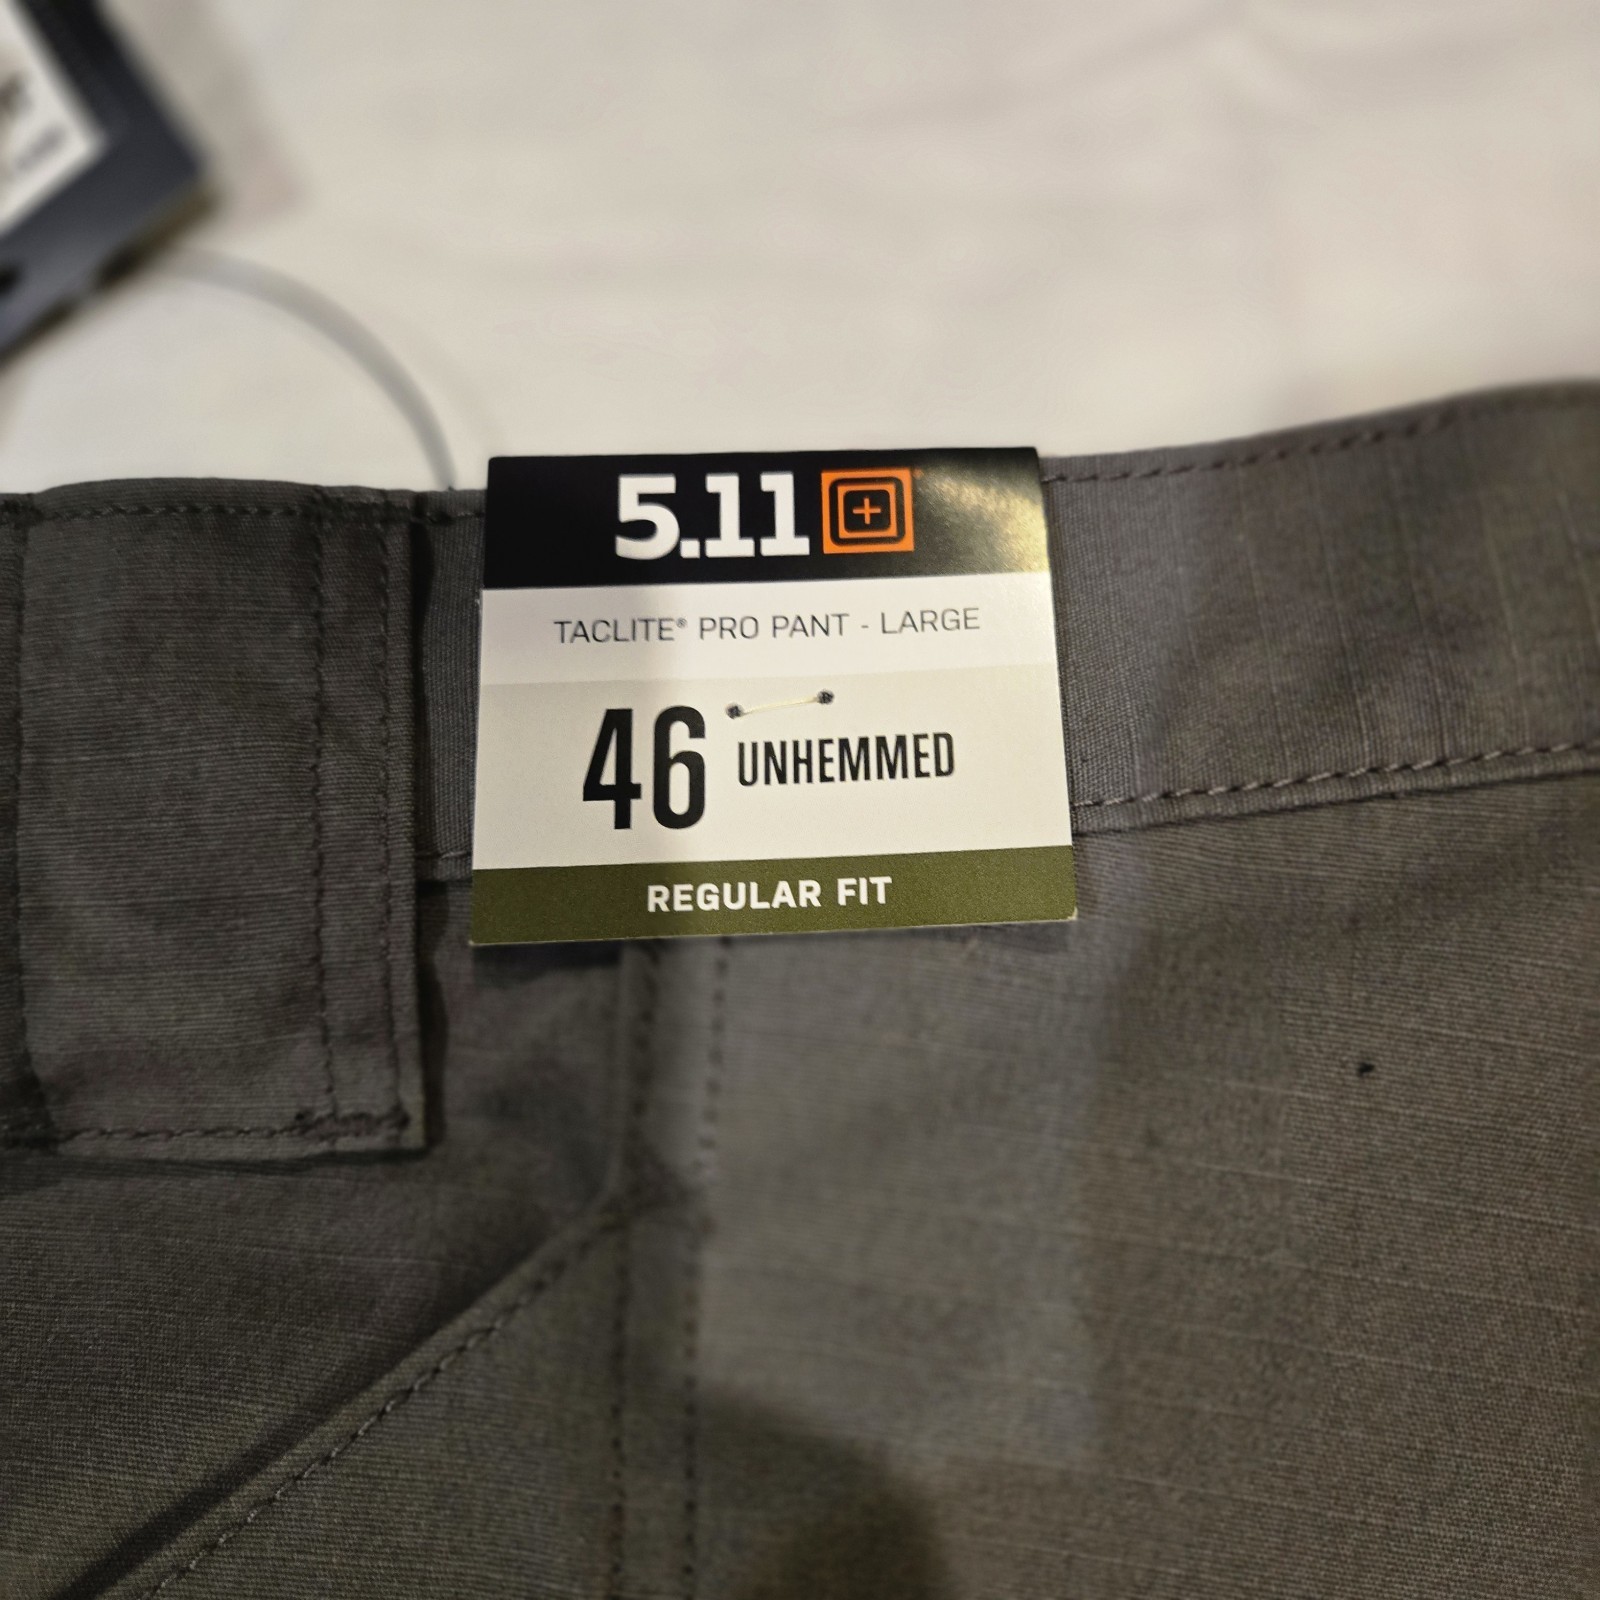 5.11
TACLITE® PRO PANT - LARGE
46 UNHEMMED
REGULAR FIT